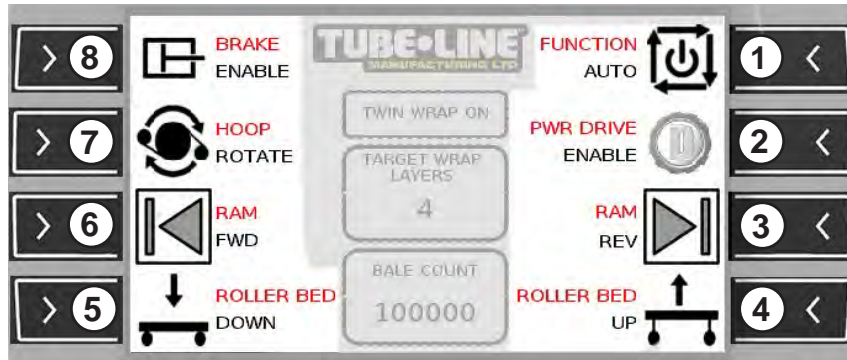 8
BRAKE
ENABLE
TUBE•LINE
MANUFACTURING LTD
FUNCTION
AUTO
1
7
HOOP
ROTATE
TWIN WRAP ON
PWR DRIVE
ENABLE
D
2
6
RAM
FWD
TARGET WRAP
LAYERS
4
RAM
REV
3
5
ROLLER BED
DOWN
BALE COUNT
100000
ROLLER BED
UP
4